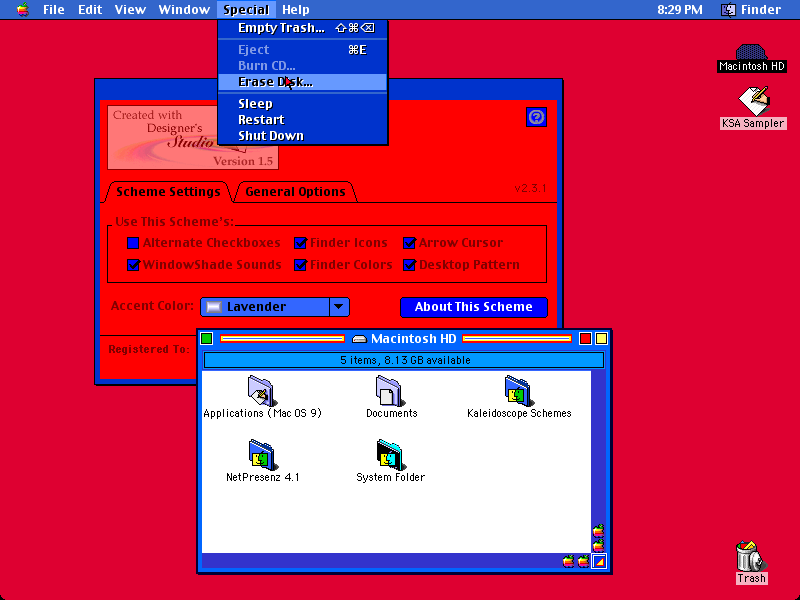 File Edit View Window Special Help 8:29 PM Finder
Empty Trash... ⇧⌘⌫
Eject ⌘E
Burn CD...
Erase Disk...
Sleep
Restart
Shut Down
Macintosh HD
KSA Sampler
Created with
Designer's
Studio
Version 1.5
Scheme Settings General Options v2.3.1
Use This Scheme's:
Alternate Checkboxes Finder Icons Arrow Cursor
WindowShade Sounds Finder Colors Desktop Pattern
Accent Color: Lavender About This Scheme
Registered To:
Macintosh HD
5 items, 8.13 GB available
Applications (Mac OS 9) Documents Kaleidoscope Schemes
NetPresenz 4.1 System Folder
Trash